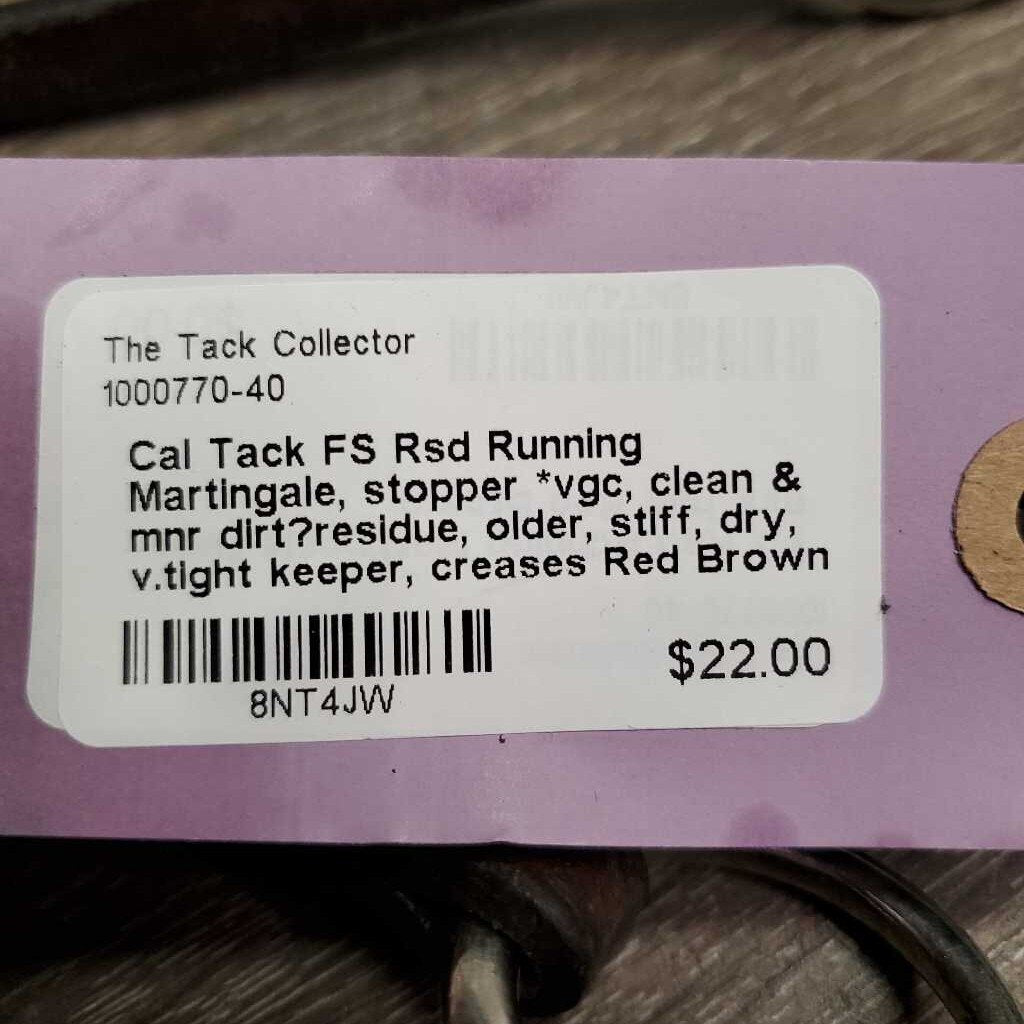 The Tack Collector
1000770-40
Cal Tack FS Rsd Running
Martingale, stopper *vgc, clean &
mnr dirt?residue, older, stiff, dry,
v.tight keeper, creases Red Brown
8NT4JW
$22.00